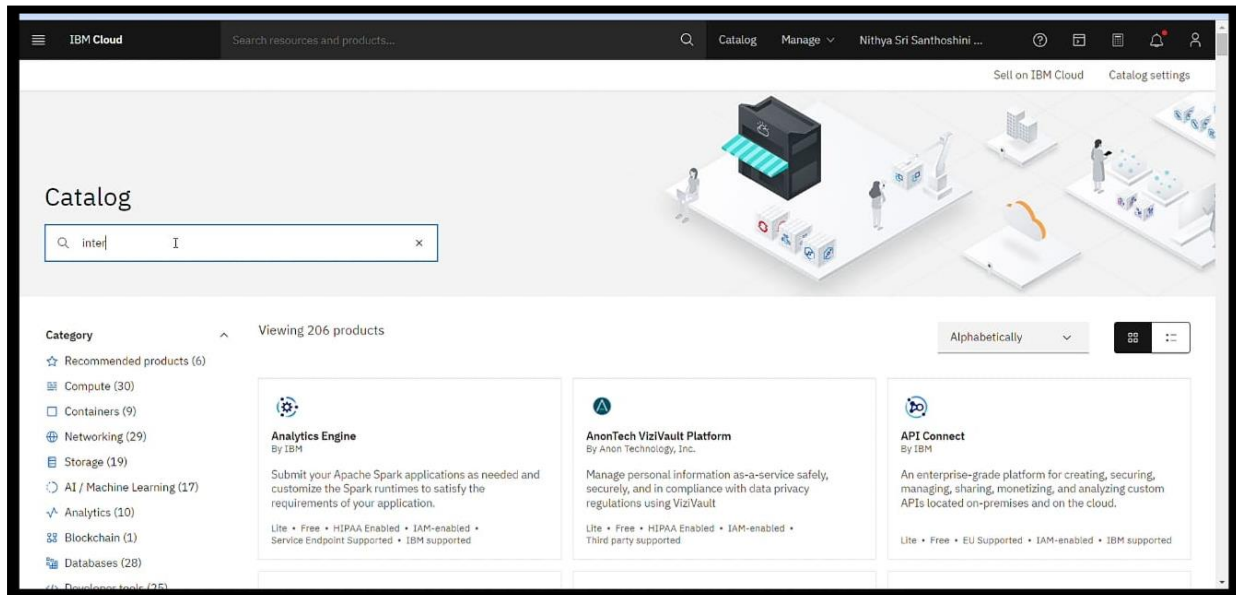 IBM Cloud
Search resources and products...
Catalog
Manage
Nithya Sri Santhoshini ...
Sell on IBM Cloud
Catalog settings
Catalog
inter
Category
Recommended products (6)
Compute (30)
Containers (9)
Networking (29)
Storage (19)
AI / Machine Learning (17)
Analytics (10)
Blockchain (1)
Databases (28)
Developer tools (25)
Viewing 206 products
Alphabetically
Analytics Engine
By IBM
Submit your Apache Spark applications as needed and
customize the Spark runtimes to satisfy the
requirements of your application.
Lite • Free • HIPAA Enabled • IAM-enabled •
Service Endpoint Supported • IBM supported
AnonTech ViziVault Platform
By Anon Technology, Inc.
Manage personal information as-a-service safely,
securely, and in compliance with data privacy
regulations using ViziVault
Lite • Free • HIPAA Enabled • IAM-enabled •
Third party supported
API Connect
By IBM
An enterprise-grade platform for creating, securing,
managing, sharing, monetizing, and analyzing custom
APIs located on-premises and on the cloud.
Lite • Free • EU Supported • IAM-enabled • IBM supported